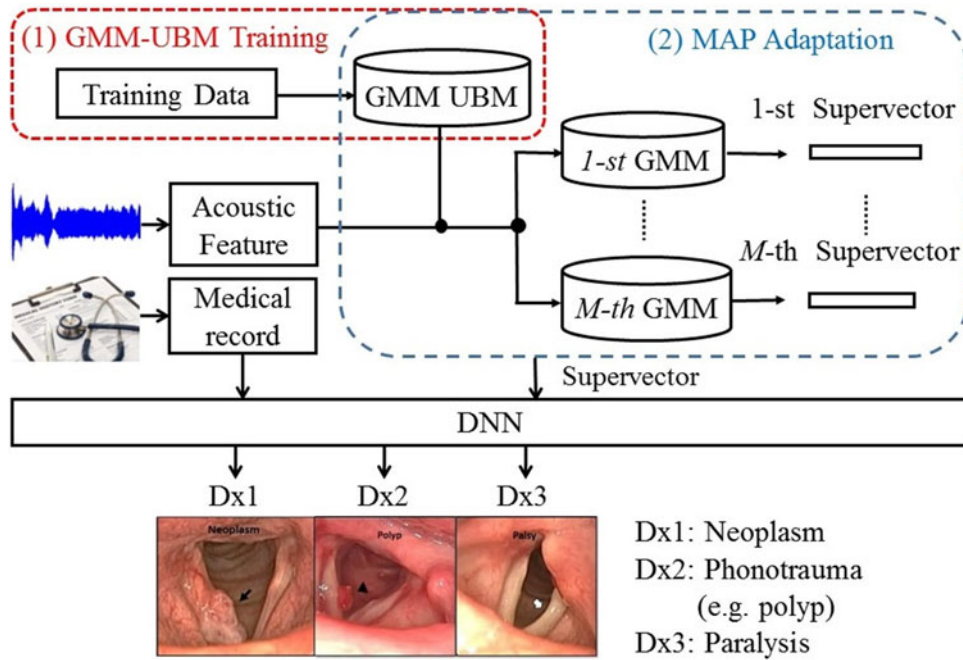 (1) GMM-UBM Training
(2) MAP Adaptation
Training Data
GMM UBM
1-st Supervector
1-st GMM
Acoustic
Feature
M-th Supervector
M-th GMM
Medical
record
Supervector
DNN
Dx1
Dx2
Dx3
Neoplasm
Polyp
Palsy
Dx1: Neoplasm
Dx2: Phonotrauma
(e.g. polyp)
Dx3: Paralysis